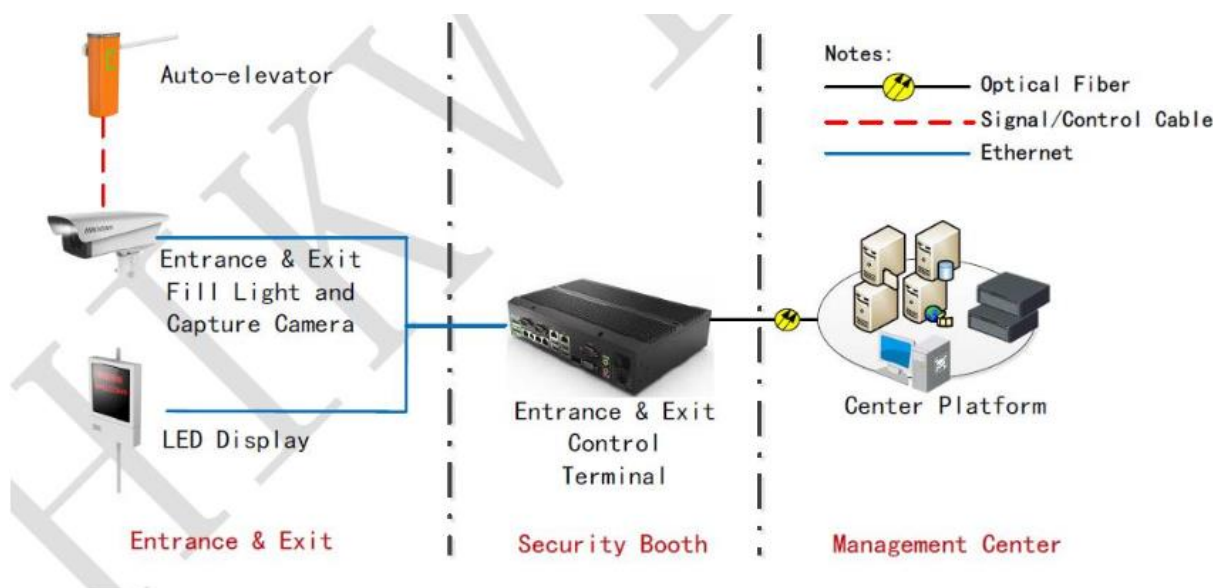 Auto-elevator
Entrance & Exit
Fill Light and
Capture Camera
LED Display
Entrance & Exit
Entrance & Exit
Control
Terminal
Security Booth
Notes:
Optical Fiber
Signal/Control Cable
Ethernet
Center Platform
Management Center